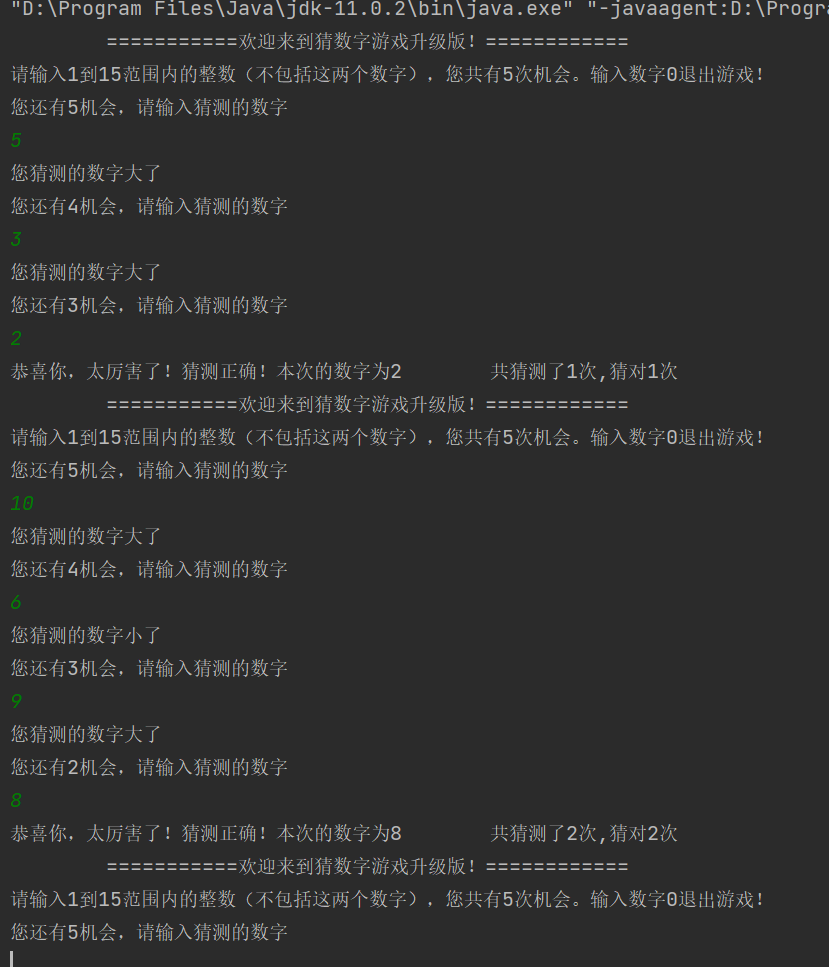 "D:\Program Files\Java\jdk-11.0.2\bin\java.exe" "-javaagent:D:\Progra
===========欢迎来到猜数字游戏升级版！============
请输入1到15范围内的整数（不包括这两个数字），您共有5次机会。输入数字0退出游戏！
您还有5机会，请输入猜测的数字
5
您猜测的数字大了
您还有4机会，请输入猜测的数字
3
您猜测的数字大了
您还有3机会，请输入猜测的数字
2
恭喜你，太厉害了！猜测正确！本次的数字为2 共猜测了1次,猜对1次
===========欢迎来到猜数字游戏升级版！============
请输入1到15范围内的整数（不包括这两个数字），您共有5次机会。输入数字0退出游戏！
您还有5机会，请输入猜测的数字
10
您猜测的数字大了
您还有4机会，请输入猜测的数字
6
您猜测的数字小了
您还有3机会，请输入猜测的数字
9
您猜测的数字大了
您还有2机会，请输入猜测的数字
8
恭喜你，太厉害了！猜测正确！本次的数字为8 共猜测了2次,猜对2次
===========欢迎来到猜数字游戏升级版！============
请输入1到15范围内的整数（不包括这两个数字），您共有5次机会。输入数字0退出游戏！
您还有5机会，请输入猜测的数字